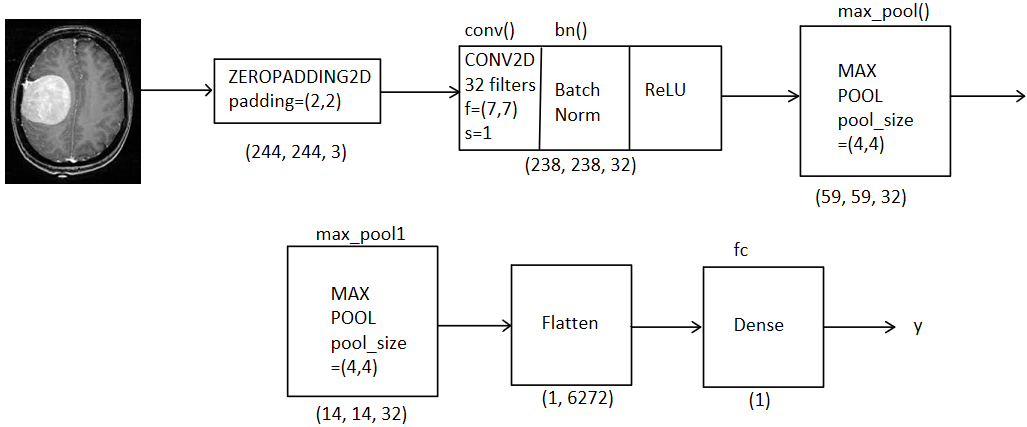 max_pool()
conv()
bn()
ZEROPADDING2D
padding=(2,2)
(244, 244, 3)
CONV2D
32 filters
f=(7,7)
s=1
Batch
Norm
ReLU
(238, 238, 32)
MAX
POOL
pool_size
=(4,4)
(59, 59, 32)
max_pool1
MAX
POOL
pool_size
=(4,4)
(14, 14, 32)
Flatten
(1, 6272)
fc
Dense
(1)
y